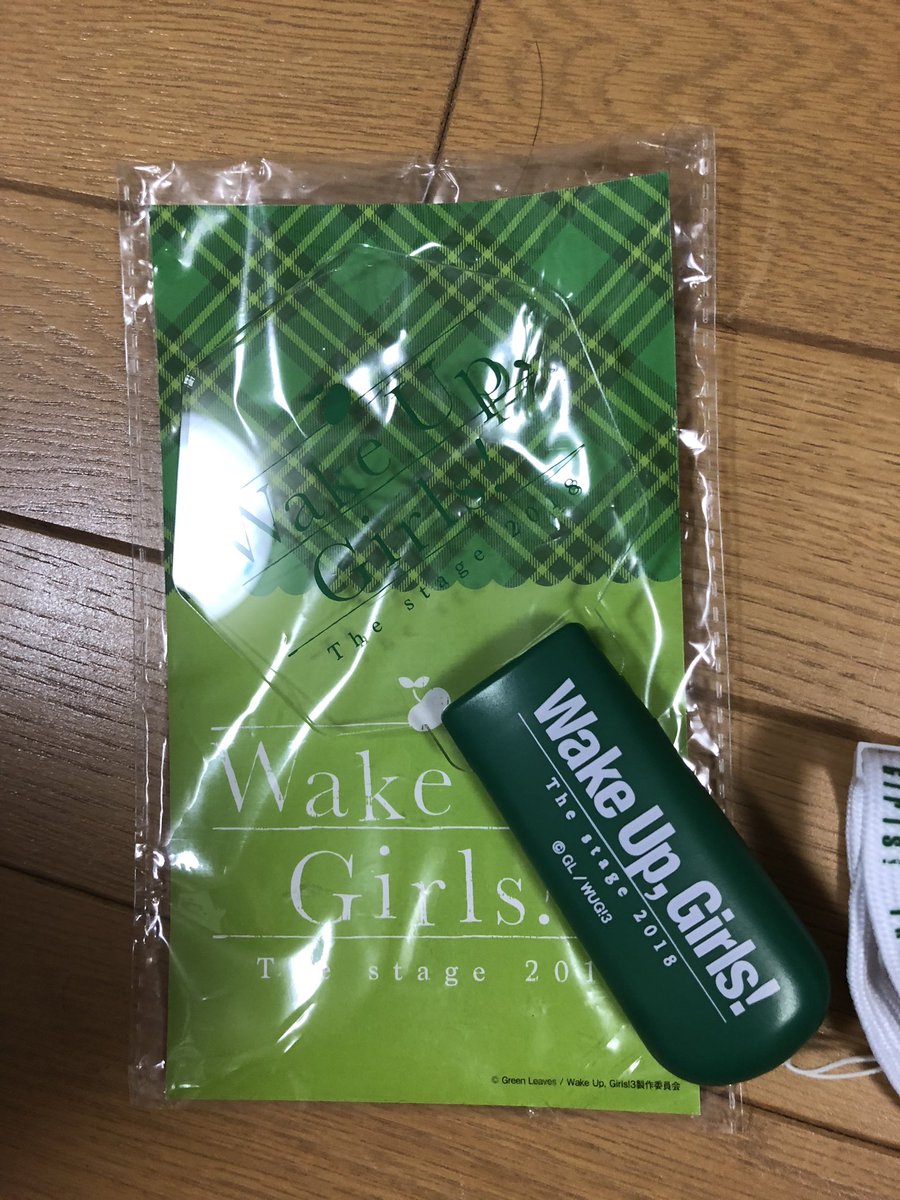 Wake Up,
Girls!
The stage 2018
Wake
Girls!
The stage 201
© Green Leaves / Wake Up, Girls!3製作委員会
Wake Up, Girls!
The stage 2018
©GL/WUG!3